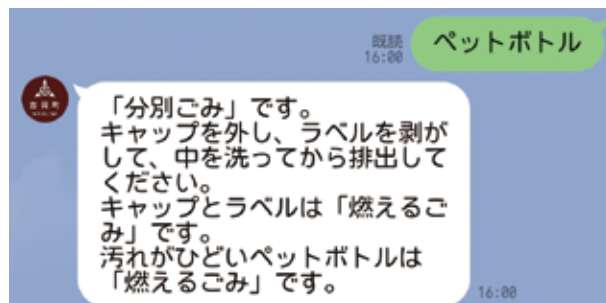 ペットボトル
既読
16:00
「分別ごみ」です。
キャップを外し、ラベルを剥が
して、中を洗ってから排出して
ください。
キャップとラベルは「燃えるご
み」です。
汚れがひどいペットボトルは
「燃えるごみ」です。
16:00